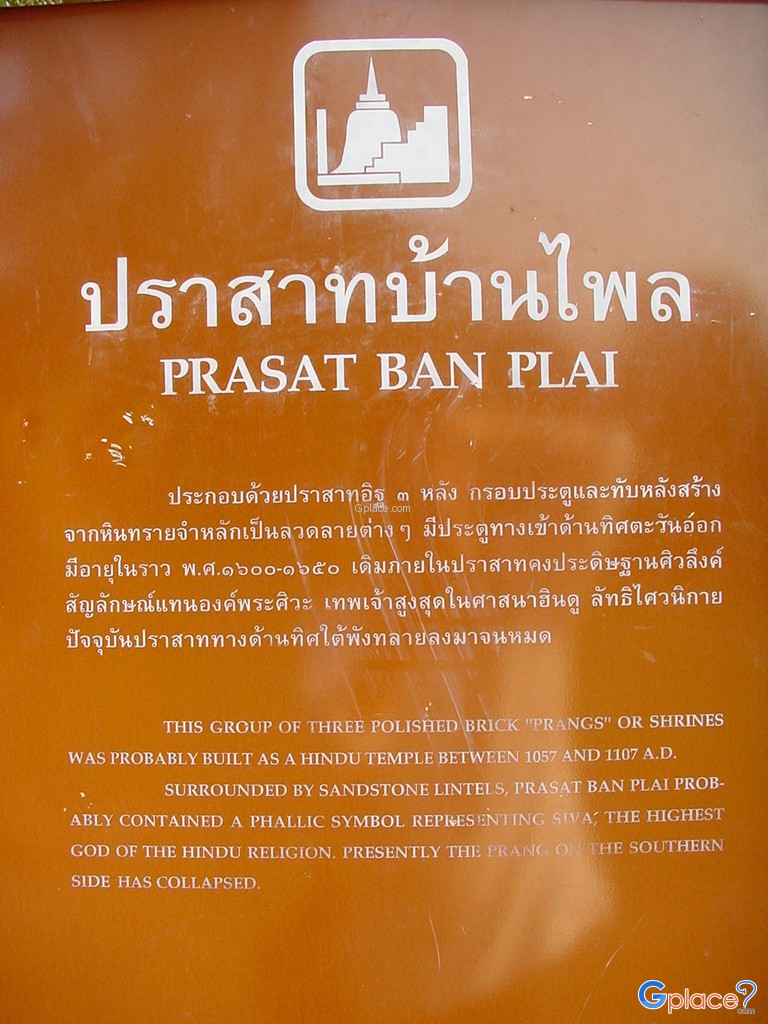 ปราสาทบ้านไพล
PRASAT BAN PLAI
ประกอบด้วยปราสาทอิฐ ๓ หลัง กรอบประตูและทับหลังสร้าง
Gplace.com
จากหินทรายจำหลักเป็นลวดลายต่างๆ มีประตูทางเข้าด้านทิศตะวันออก
มีอายุในราว พ.ศ.๑๖๐๐-๑๖๕๐ เดิมภายในปราสาทคงประดิษฐานศิวลึงค์
สัญลักษณ์แทนองค์พระศิวะ เทพเจ้าสูงสุดในศาสนาฮินดู ลัทธิไศวนิกาย
ปัจจุบันปราสาททางด้านทิศใต้พังทลายลงมาจนหมด
THIS GROUP OF THREE POLISHED BRICK "PRANGS" OR SHRINES
WAS PROBABLY BUILT AS A HINDU TEMPLE BETWEEN 1057 AND 1107 A.D.
SURROUNDED BY SANDSTONE LINTELS, PRASAT BAN PLAI PROB-
ABLY CONTAINED A PHALLIC SYMBOL REPRESENTING SIVA, THE HIGHEST
GOD OF THE HINDU RELIGION. PRESENTLY THE PRANG ON THE SOUTHERN
SIDE HAS COLLAPSED.
Gplace?.com